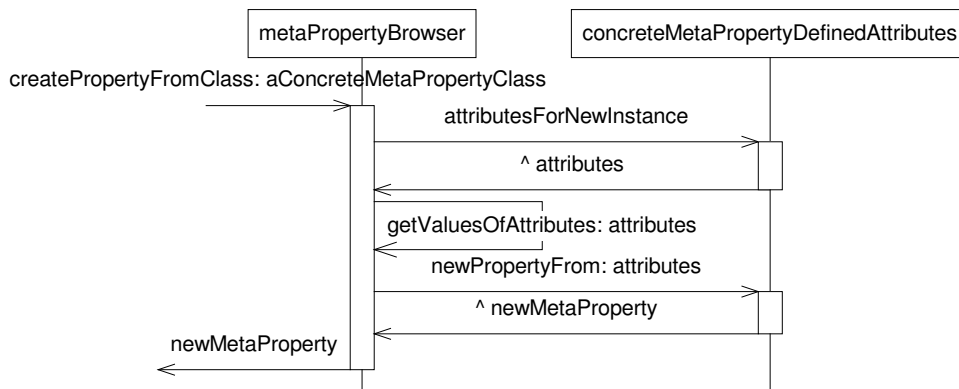 metaPropertyBrowser
concreteMetaPropertyDefinedAttributes
createPropertyFromClass: aConcreteMetaPropertyClass
attributesForNewInstance
^ attributes
getValuesOfAttributes: attributes
newPropertyFrom: attributes
^ newMetaProperty
newMetaProperty